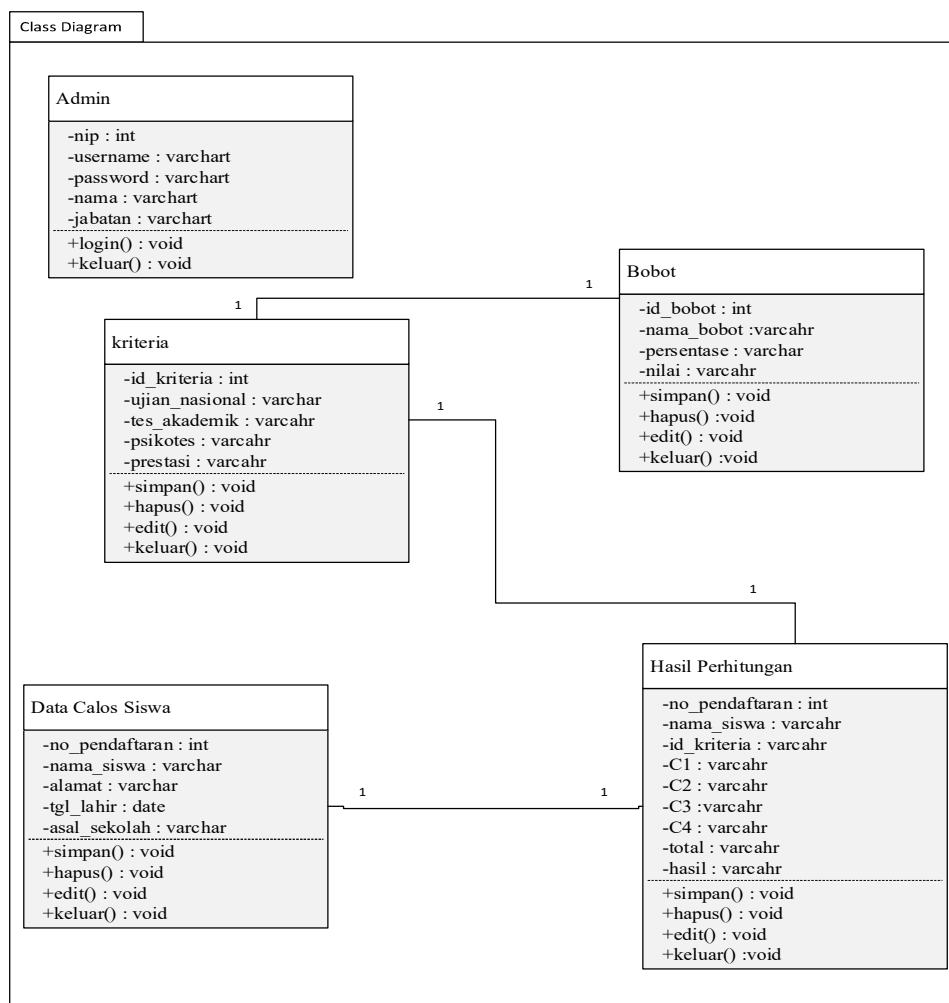 Class Diagram
Admin
-nip : int
-username : varchart
-password : varchart
-nama : varchart
-jabatan : varchart
+login() : void
+keluar() : void
1
1
Bobot
-id_bobot : int
-nama_bobot :varcahr
-persentase : varchar
-nilai : varcahr
+simpan() : void
+hapus() :void
+edit() : void
+keluar() :void
kriteria
-id_kriteria : int
-ujian_nasional : varchar
-tes_akademik : varcahr
-psikotes : varcahr
-prestasi : varcahr
+simpan() : void
+hapus() : void
+edit() : void
+keluar() : void
1
1
Data Calos Siswa
-no_pendaftaran : int
-nama_siswa : varchar
-alamat : varchar
-tgl_lahir : date
-asal_sekolah : varchar
+simpan() : void
+hapus() : void
+edit() : void
+keluar() : void
1
1
Hasil Perhitungan
-no_pendaftaran : int
-nama_siswa : varcahr
-id_kriteria : varcahr
-C1 : varcahr
-C2 : varcahr
-C3 :varcahr
-C4 : varcahr
-total : varcahr
-hasil : varcahr
+simpan() : void
+hapus() : void
+edit() : void
+keluar() :void